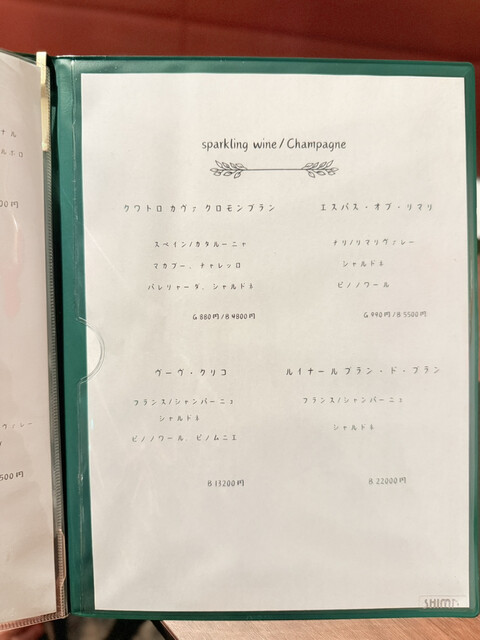 sparkling wine / Champagne
クワトロ カヴァ クロモンブラン
スペイン/カタルーニャ
マカブー、チャレッロ
パレリャーダ、シャルドネ
G 880円 / B 4800円
エスパス・オブ・リマリ
チリ/リマリヴァレー
シャルドネ
ピノノワール
G 990円 / B 5500円
ヴーヴ・クリコ
フランス/シャンパーニュ
シャルドネ
ピノノワール、ピノムニエ
B 13200円
ルイナールブラン・ド・ブラン
フランス/シャンパーニュ
シャルドネ
B 22000円